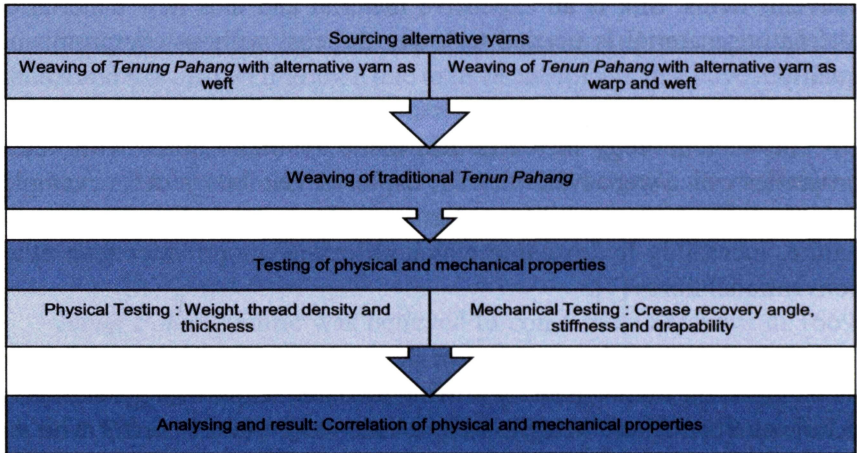 Sourcing alternative yarns
Weaving of Tenung Pahang with alternative yarn as
weft
Weaving of Tenun Pahang with alternative yarn as
warp and weft
Weaving of traditional Tenun Pahang
Testing of physical and mechanical properties
Physical Testing : Weight, thread density and
thickness
Mechanical Testing : Crease recovery angle,
stiffness and drapability
Analysing and result: Correlation of physical and mechanical properties